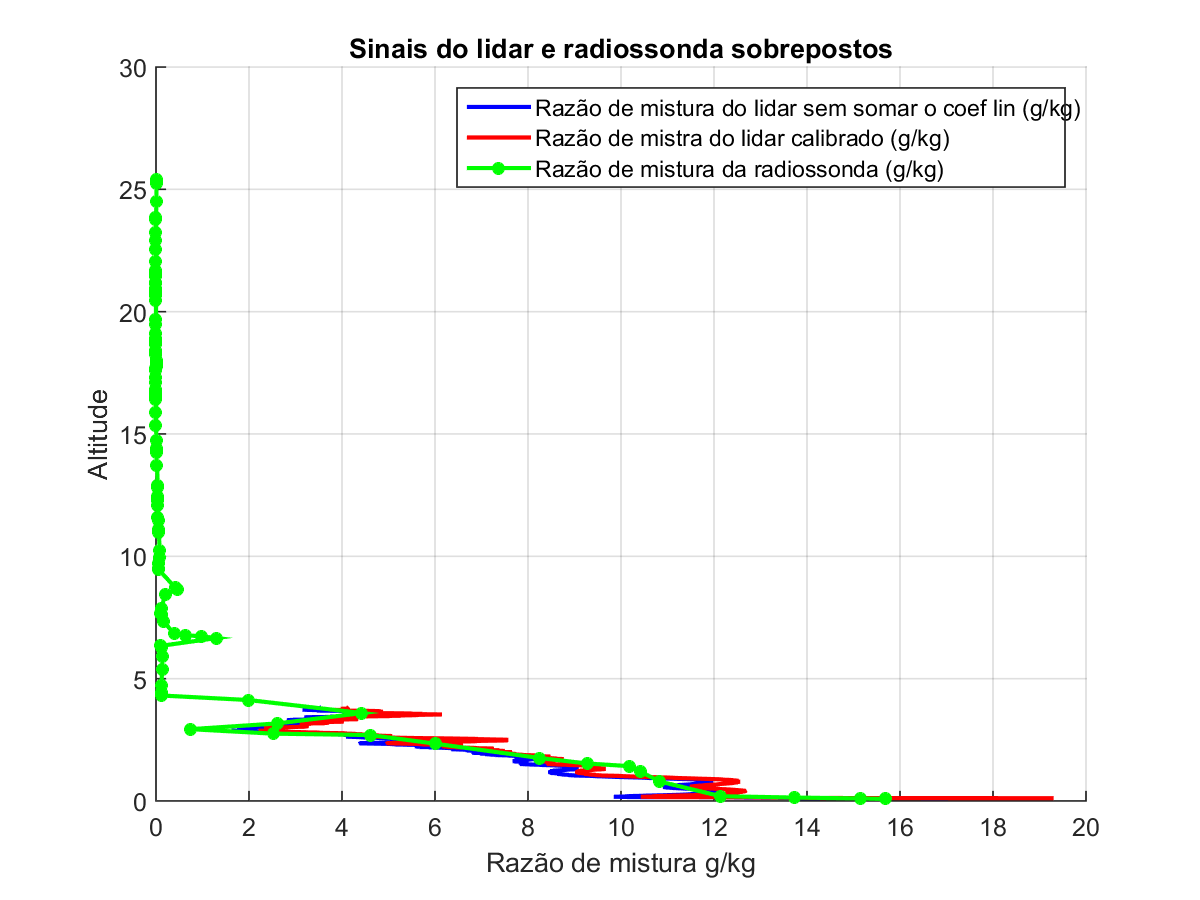 Sinais do lidar e radiossonda sobrepostos
30
Razão de mistura do lidar sem somar o coef lin (g/kg)
Razão de mistra do lidar calibrado (g/kg)
Razão de mistura da radiossonda (g/kg)
25
20
15
10
5
0
Altitude
0 2 4 6 8 10 12 14 16 18 20
Razão de mistura g/kg